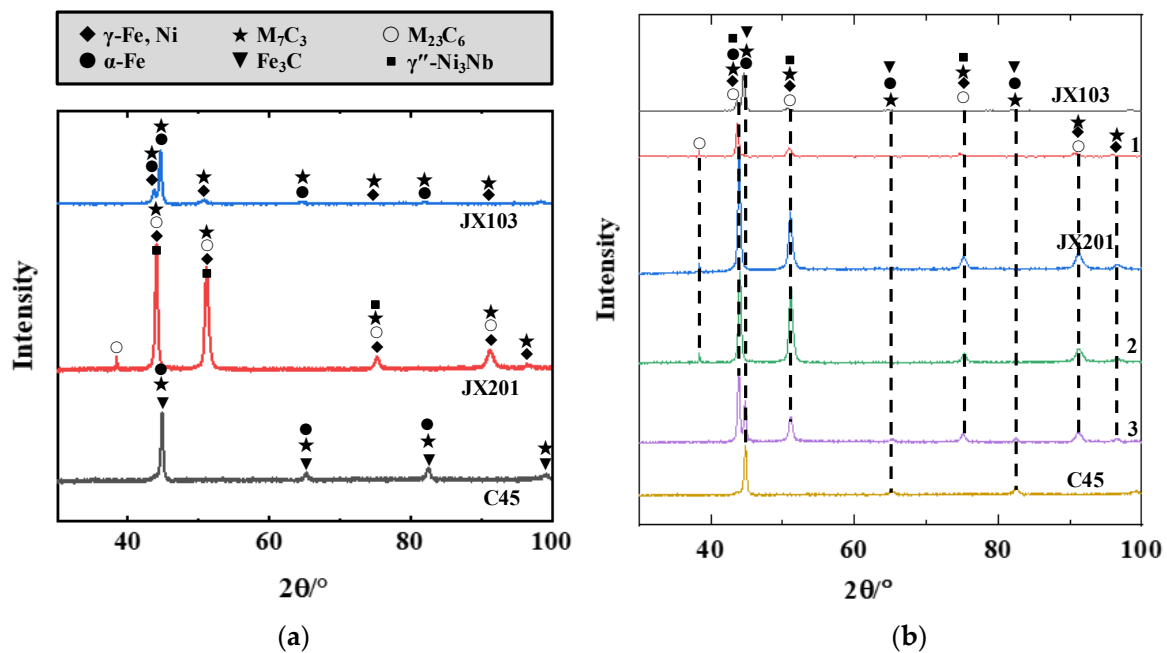 γ-Fe, Ni M₇C₃ M₂₃C₆
α-Fe Fe₃C γ″-Ni₃Nb
JX103
JX201
C45
Intensity
40 60 80 100
2θ/°
(a)
JX103
1
JX201
2
3
C45
Intensity
40 60 80 100
2θ/°
(b)